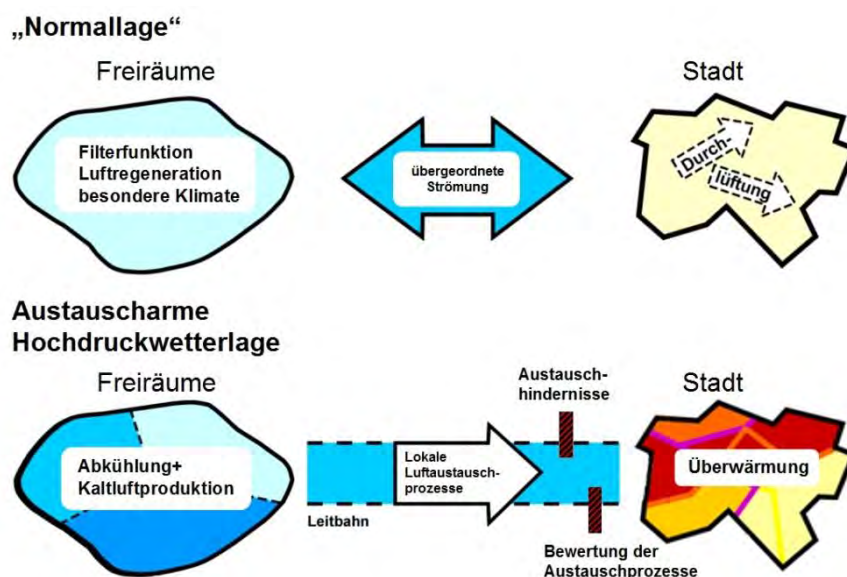 „Normallage“
Freiräume
Stadt
Filterfunktion
Luftregeneration
besondere Klimate
übergeordnete
Strömung
Durch-
lüftung
Austauscharme
Hochdruckwetterlage
Freiräume
Austausch-
hindernisse
Stadt
Abkühlung+
Kaltluftproduktion
Lokale
Luftaustausch-
prozesse
Überwärmung
Leitbahn
Bewertung der
Austauschprozesse